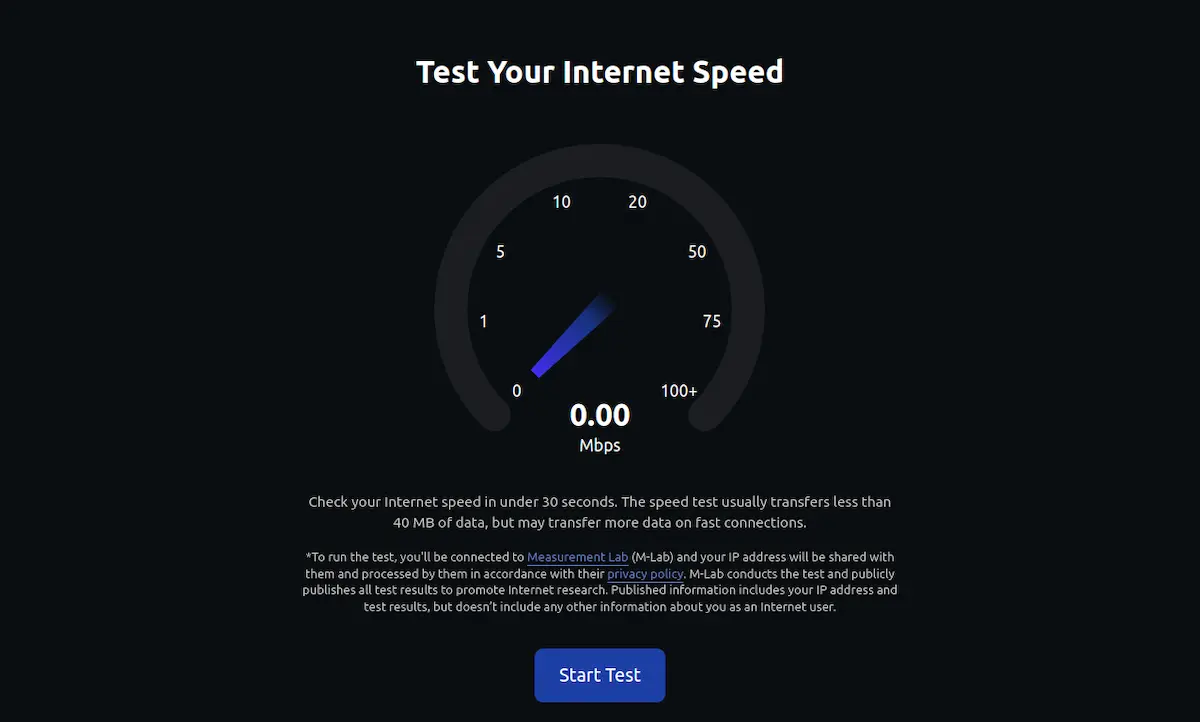 Test Your Internet Speed
10
20
5
50
1
75
0
100+
0.00
Mbps
Check your Internet speed in under 30 seconds. The speed test usually transfers less than
40 MB of data, but may transfer more data on fast connections.
*To run the test, you'll be connected to Measurement Lab (M-Lab) and your IP address will be shared with
them and processed by them in accordance with their privacy policy. M-Lab conducts the test and publicly
publishes all test results to promote Internet research. Published information includes your IP address and
test results, but doesn’t include any other information about you as an Internet user.
Start Test